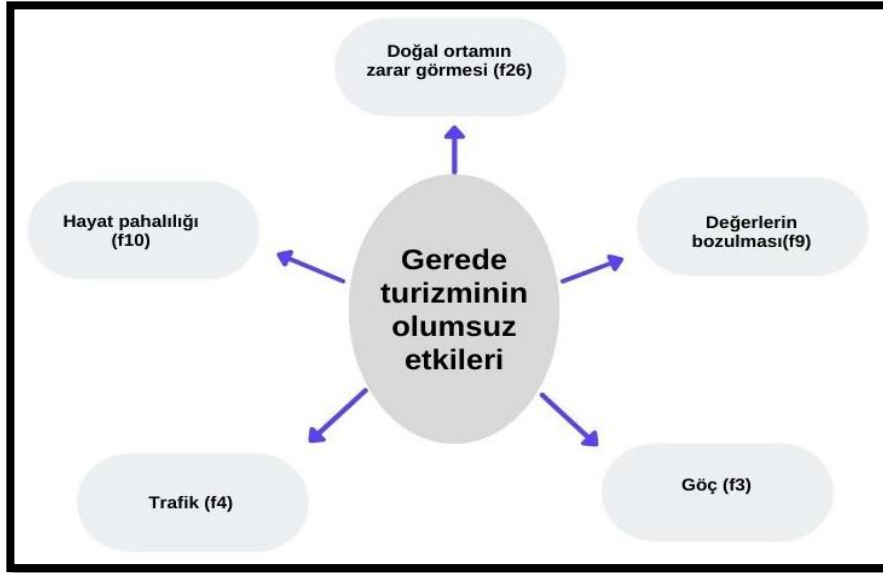 Doğal ortamın
zarar görmesi (f26)
Hayat pahalılığı
(f10)
Değerlerin
bozulması(f9)
Gerede
turizminin
olumsuz
etkileri
Trafik (f4)
Göç (f3)